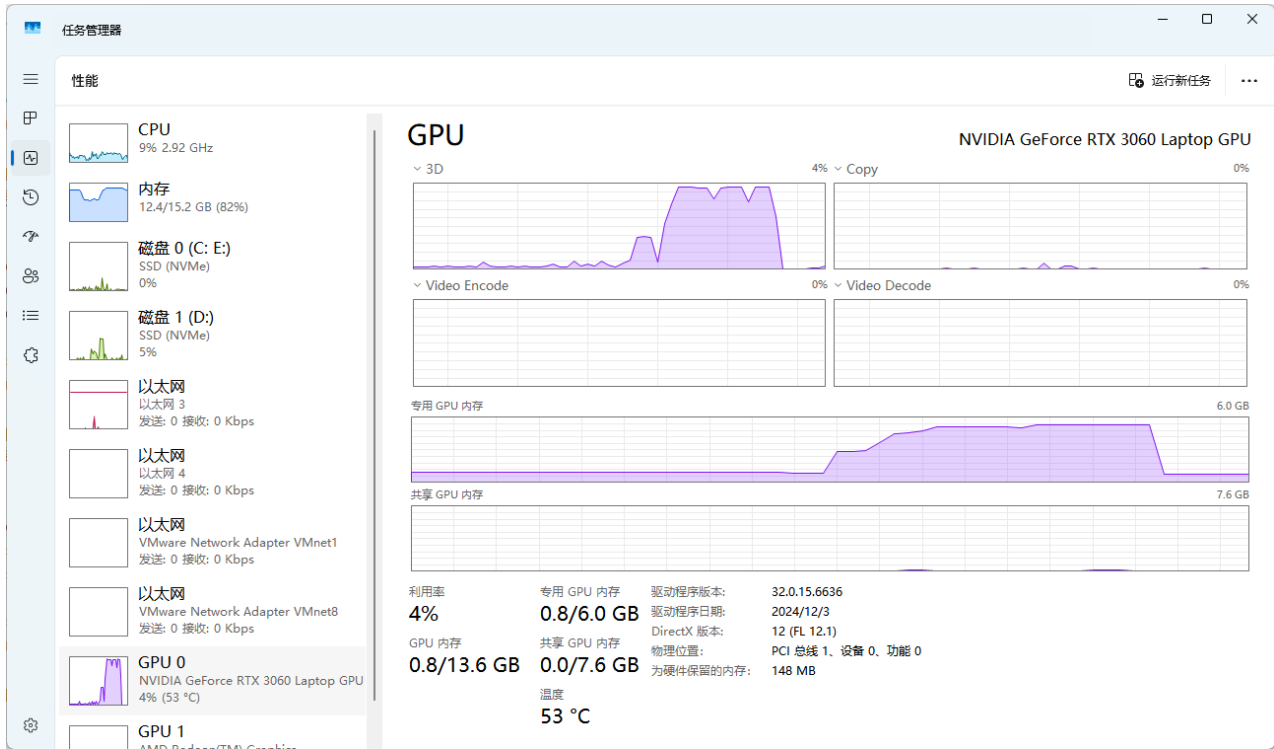 任务管理器
性能
运行新任务
CPU
9% 2.92 GHz
内存
12.4/15.2 GB (82%)
磁盘 0 (C: E:)
SSD (NVMe)
0%
磁盘 1 (D:)
SSD (NVMe)
5%
以太网
以太网 3
发送: 0 接收: 0 Kbps
以太网
以太网 4
发送: 0 接收: 0 Kbps
以太网
VMware Network Adapter VMnet1
发送: 0 接收: 0 Kbps
以太网
VMware Network Adapter VMnet8
发送: 0 接收: 0 Kbps
GPU 0
NVIDIA GeForce RTX 3060 Laptop GPU
4% (53 °C)
GPU 1
AMD Radeon(TM) Graphics
GPU
NVIDIA GeForce RTX 3060 Laptop GPU
3D 4%
Copy 0%
Video Encode 0%
Video Decode 0%
专用 GPU 内存 6.0 GB
共享 GPU 内存 7.6 GB
利用率
4%
专用 GPU 内存
0.8/6.0 GB
GPU 内存
0.8/13.6 GB
共享 GPU 内存
0.0/7.6 GB
温度
53 °C
驱动程序版本: 32.0.15.6636
驱动程序日期: 2024/12/3
DirectX 版本: 12 (FL 12.1)
物理位置: PCI 总线 1、设备 0、功能 0
为硬件保留的内存: 148 MB